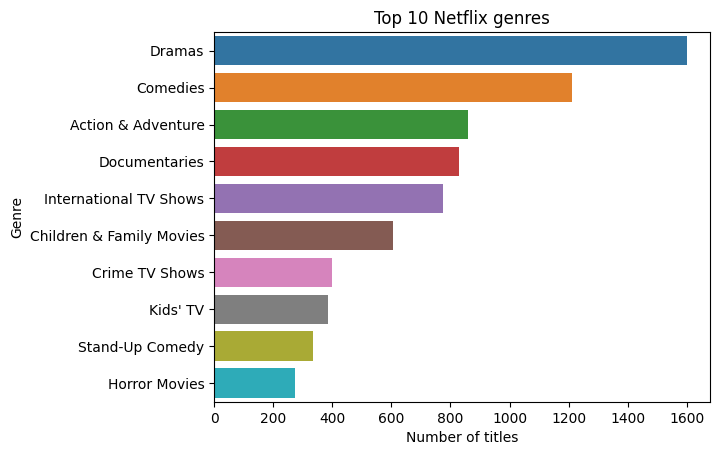 Top 10 Netflix genres
Genre
Dramas
Comedies
Action & Adventure
Documentaries
International TV Shows
Children & Family Movies
Crime TV Shows
Kids' TV
Stand-Up Comedy
Horror Movies
0 200 400 600 800 1000 1200 1400 1600
Number of titles